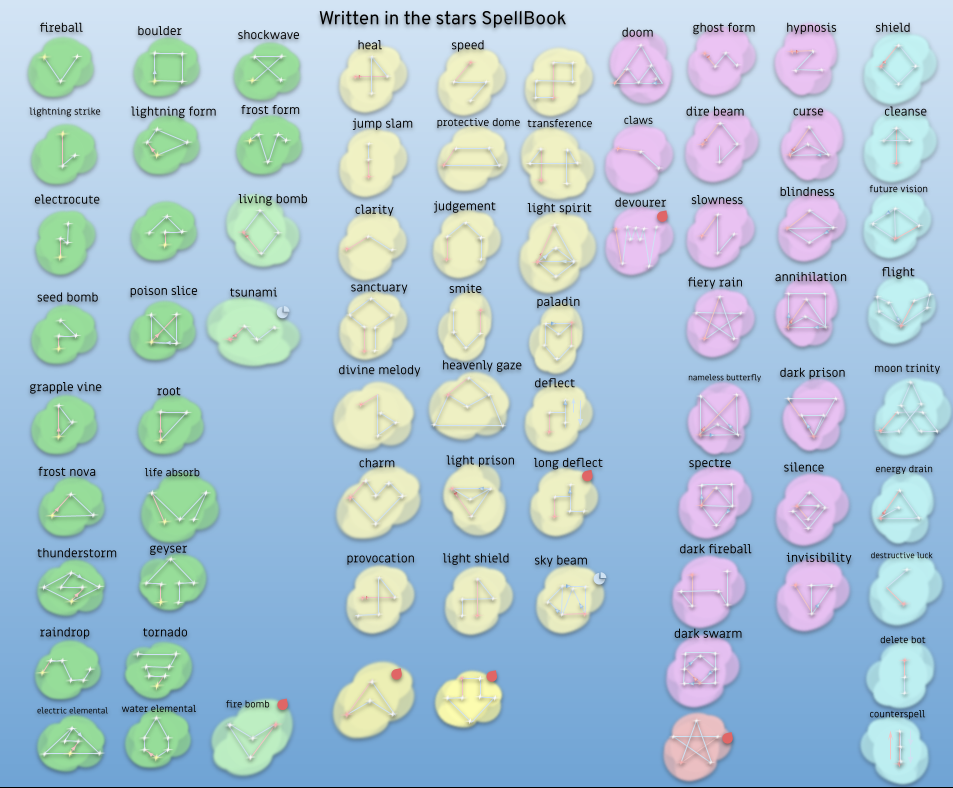 Written in the stars SpellBook
fireball
boulder
shockwave
heal
speed
doom
ghost form
hypnosis
shield
lightning strike
lightning form
frost form
jump slam
protective dome
transference
claws
dire beam
curse
cleanse
electrocute
living bomb
clarity
judgement
light spirit
devourer
slowness
blindness
future vision
seed bomb
poison slice
tsunami
sanctuary
smite
paladin
fiery rain
annihilation
flight
grapple vine
root
divine melody
heavenly gaze
deflect
nameless butterfly
dark prison
moon trinity
frost nova
life absorb
charm
light prison
long deflect
spectre
silence
energy drain
thunderstorm
geyser
provocation
light shield
sky beam
dark fireball
invisibility
destructive luck
raindrop
tornado
dark swarm
delete bot
electric elemental
water elemental
fire bomb
counterspell